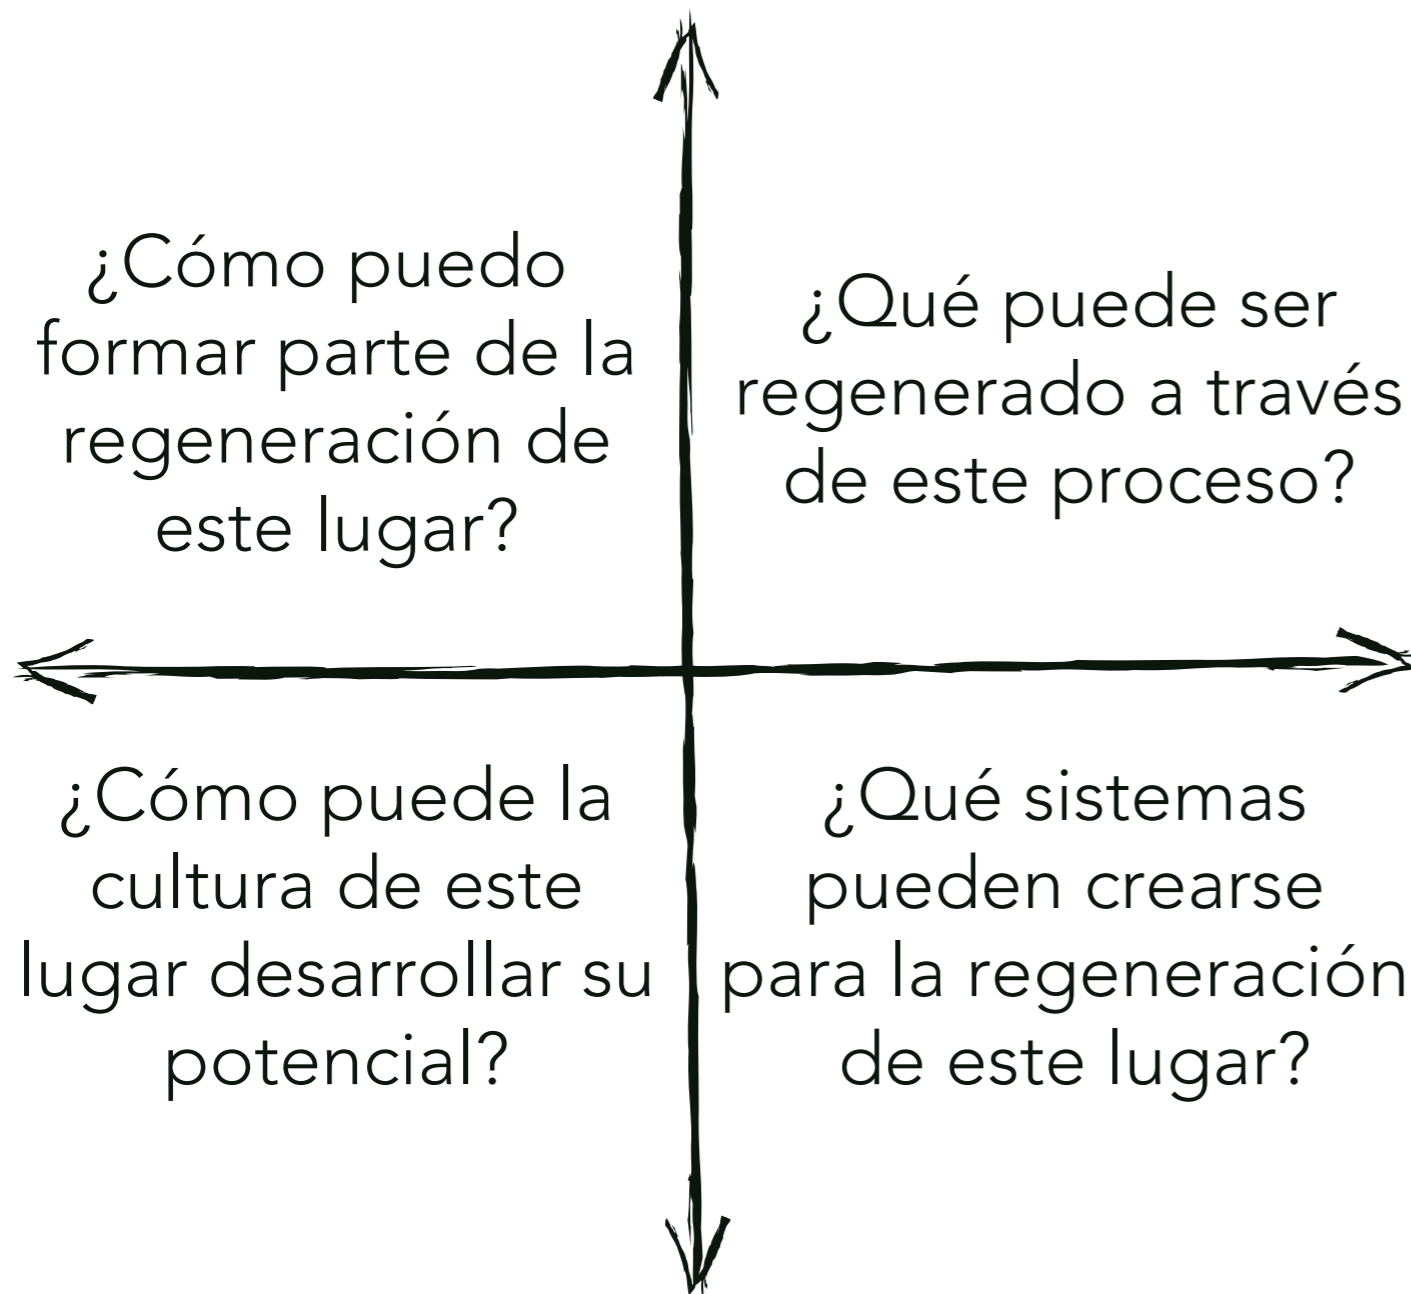 ¿Cómo puedo
formar parte de la
regeneración de
este lugar?
¿Qué puede ser
regenerado a través
de este proceso?
¿Cómo puede la
cultura de este
lugar desarrollar su
potencial?
¿Qué sistemas
pueden crearse
para la regeneración
de este lugar?